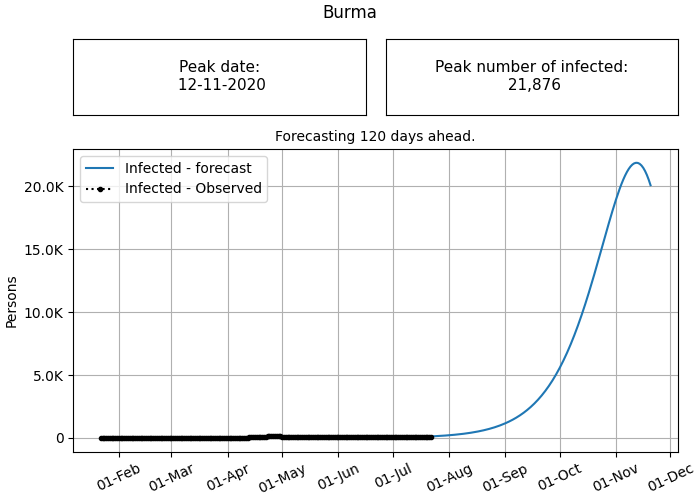 Burma
Peak date:
12-11-2020
Peak number of infected:
21,876
Forecasting 120 days ahead.
Infected - forecast
Infected - Observed
Persons
20.0K
15.0K
10.0K
5.0K
0
01-Feb
01-Mar
01-Apr
01-May
01-Jun
01-Jul
01-Aug
01-Sep
01-Oct
01-Nov
01-Dec